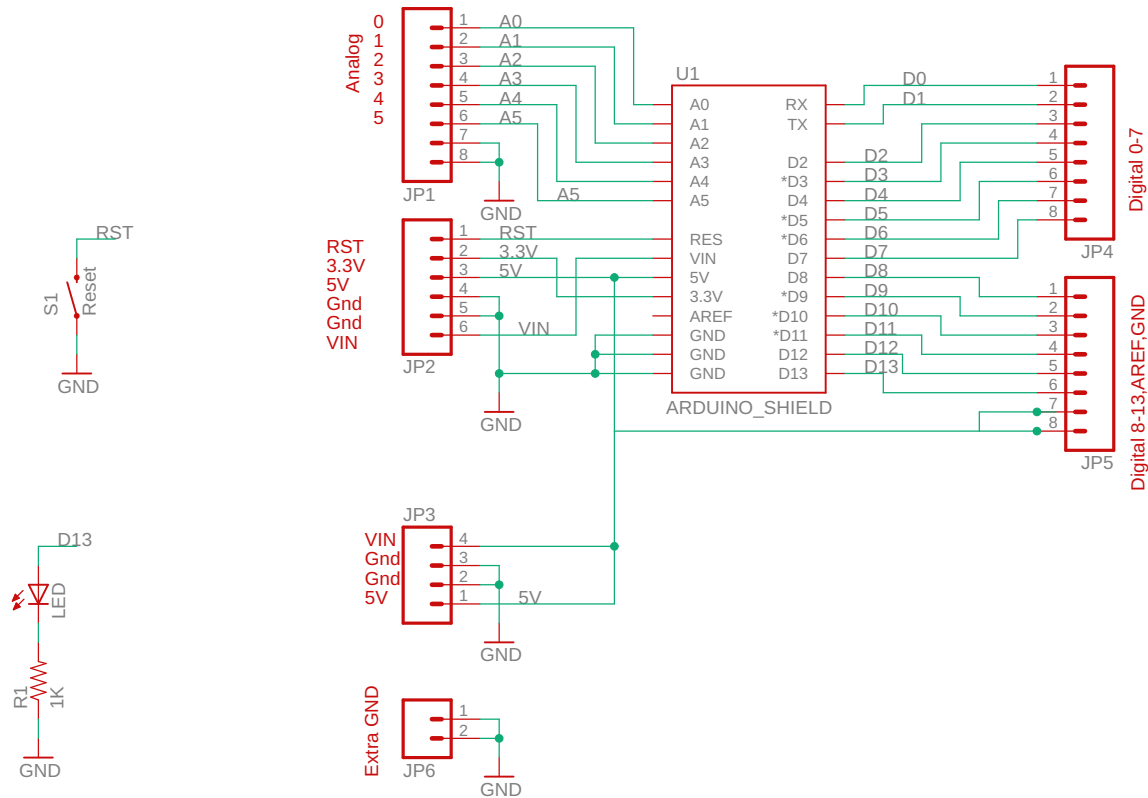 Analog
0
1
2
3
4
5
1 A0
2 A1
3 A2
4 A3
5 A4
6 A5
7
8
JP1
GND
A5
RST
3.3V
5V
Gnd
Gnd
VIN
1 RST
2 3.3V
3 5V
4
5
6 VIN
JP2
GND
U1
A0 RX
A1 TX
A2
A3 D2
A4 *D3
A5 D4
*D5
RES *D6
VIN D7
5V D8
3.3V *D9
AREF *D10
GND *D11
GND D12
GND D13
ARDUINO_SHIELD
D0
D1
D2
D3
D4
D5
D6
D7
D8
D9
D10
D11
D12
D13
1
2
3
4
5
6
7
8
JP4
Digital 0-7
1
2
3
4
5
6
7
8
JP5
Digital 8-13,AREF,GND
RST
S1
Reset
GND
D13
LED
R1
1K
GND
JP3
VIN 4
Gnd 3
Gnd 2
5V 1 5V
GND
Extra GND
1
2
JP6
GND